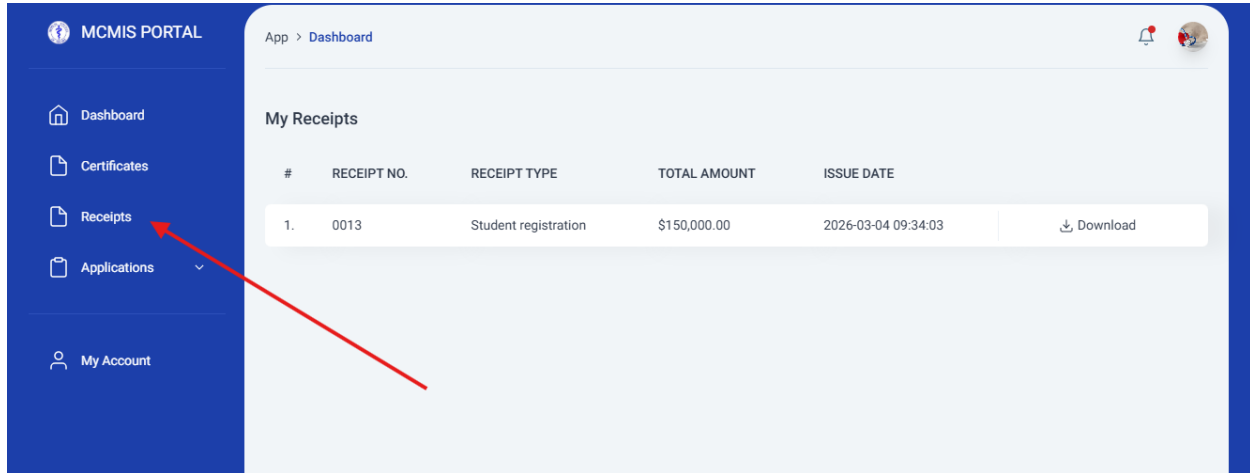 MCMIS PORTAL
Dashboard
Certificates
Receipts
Applications
My Account
App > Dashboard
My Receipts
# RECEIPT NO. RECEIPT TYPE TOTAL AMOUNT ISSUE DATE
1. 0013 Student registration $150,000.00 2026-03-04 09:34:03 Download